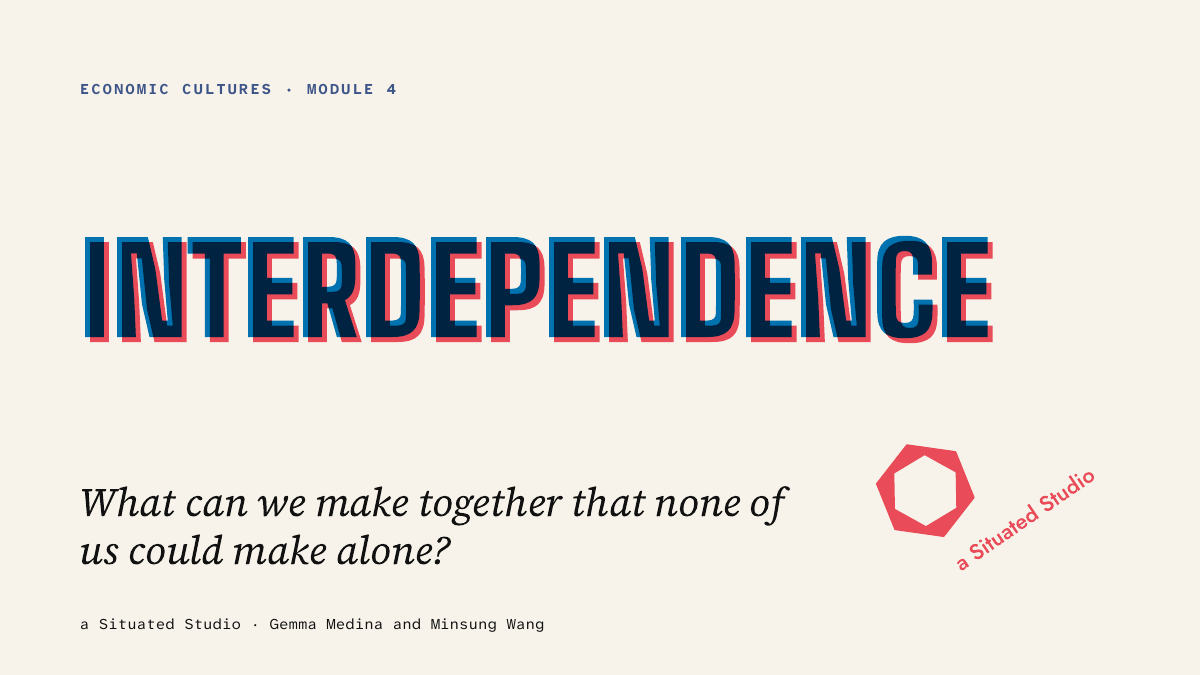 ECONOMIC CULTURES · MODULE 4
INTERDEPENDENCE
What can we make together that none of
us could make alone?
a Situated Studio
a Situated Studio · Gemma Medina and Minsung Wang